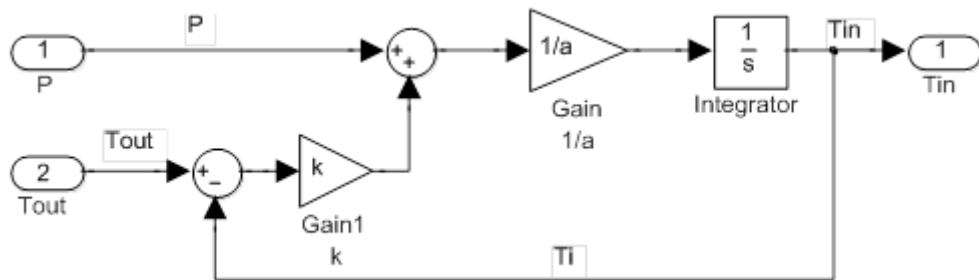 P
1
P
+
+
1/a
Gain
1/a
1
s
Integrator
Tin
1
Tin
2
Tout
Tout
+
−
k
Gain1
k
Ti